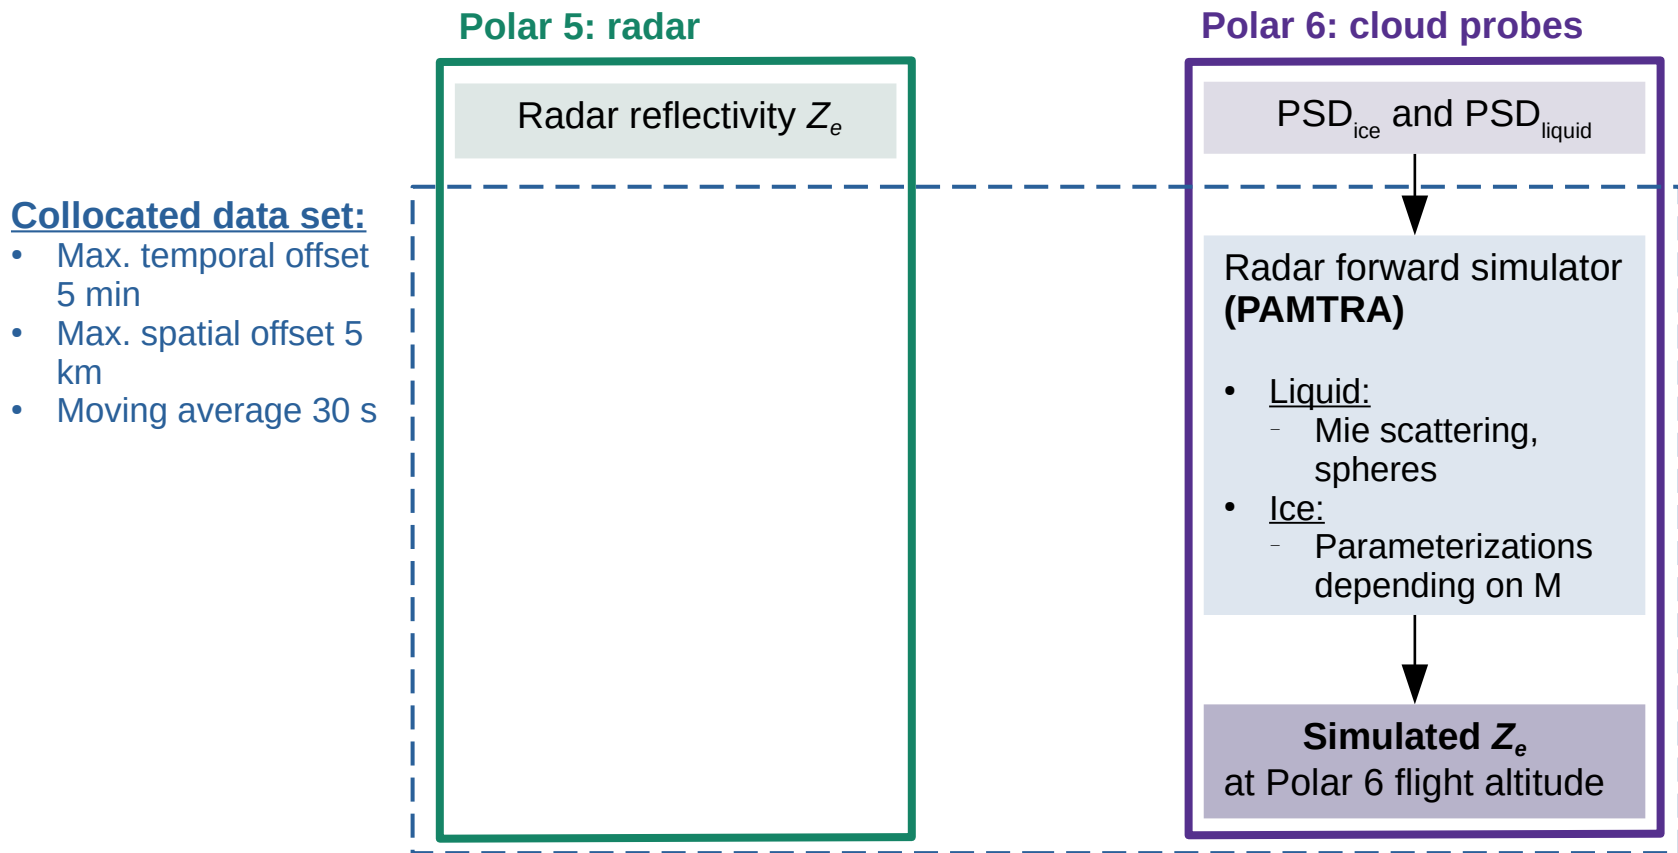 Polar 5: radar
Polar 6: cloud probes
Radar reflectivity Ze
PSDice and PSDliquid
Collocated data set:
• Max. temporal offset
5 min
• Max. spatial offset 5
km
• Moving average 30 s
Radar forward simulator
(PAMTRA)
• Liquid:
– Mie scattering,
spheres
• Ice:
– Parameterizations
depending on M
Simulated Ze
at Polar 6 flight altitude